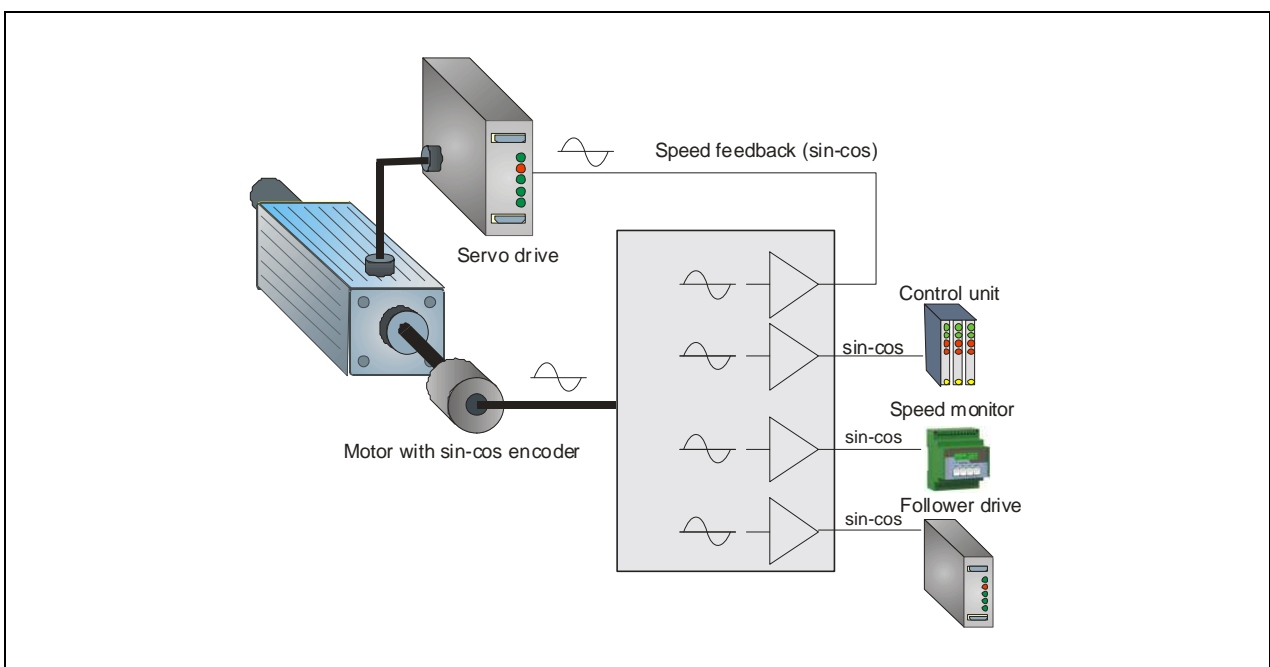 Speed feedback (sin-cos)
Servo drive
Control unit
sin-cos
Speed monitor
sin-cos
Motor with sin-cos encoder
Follower drive
sin-cos